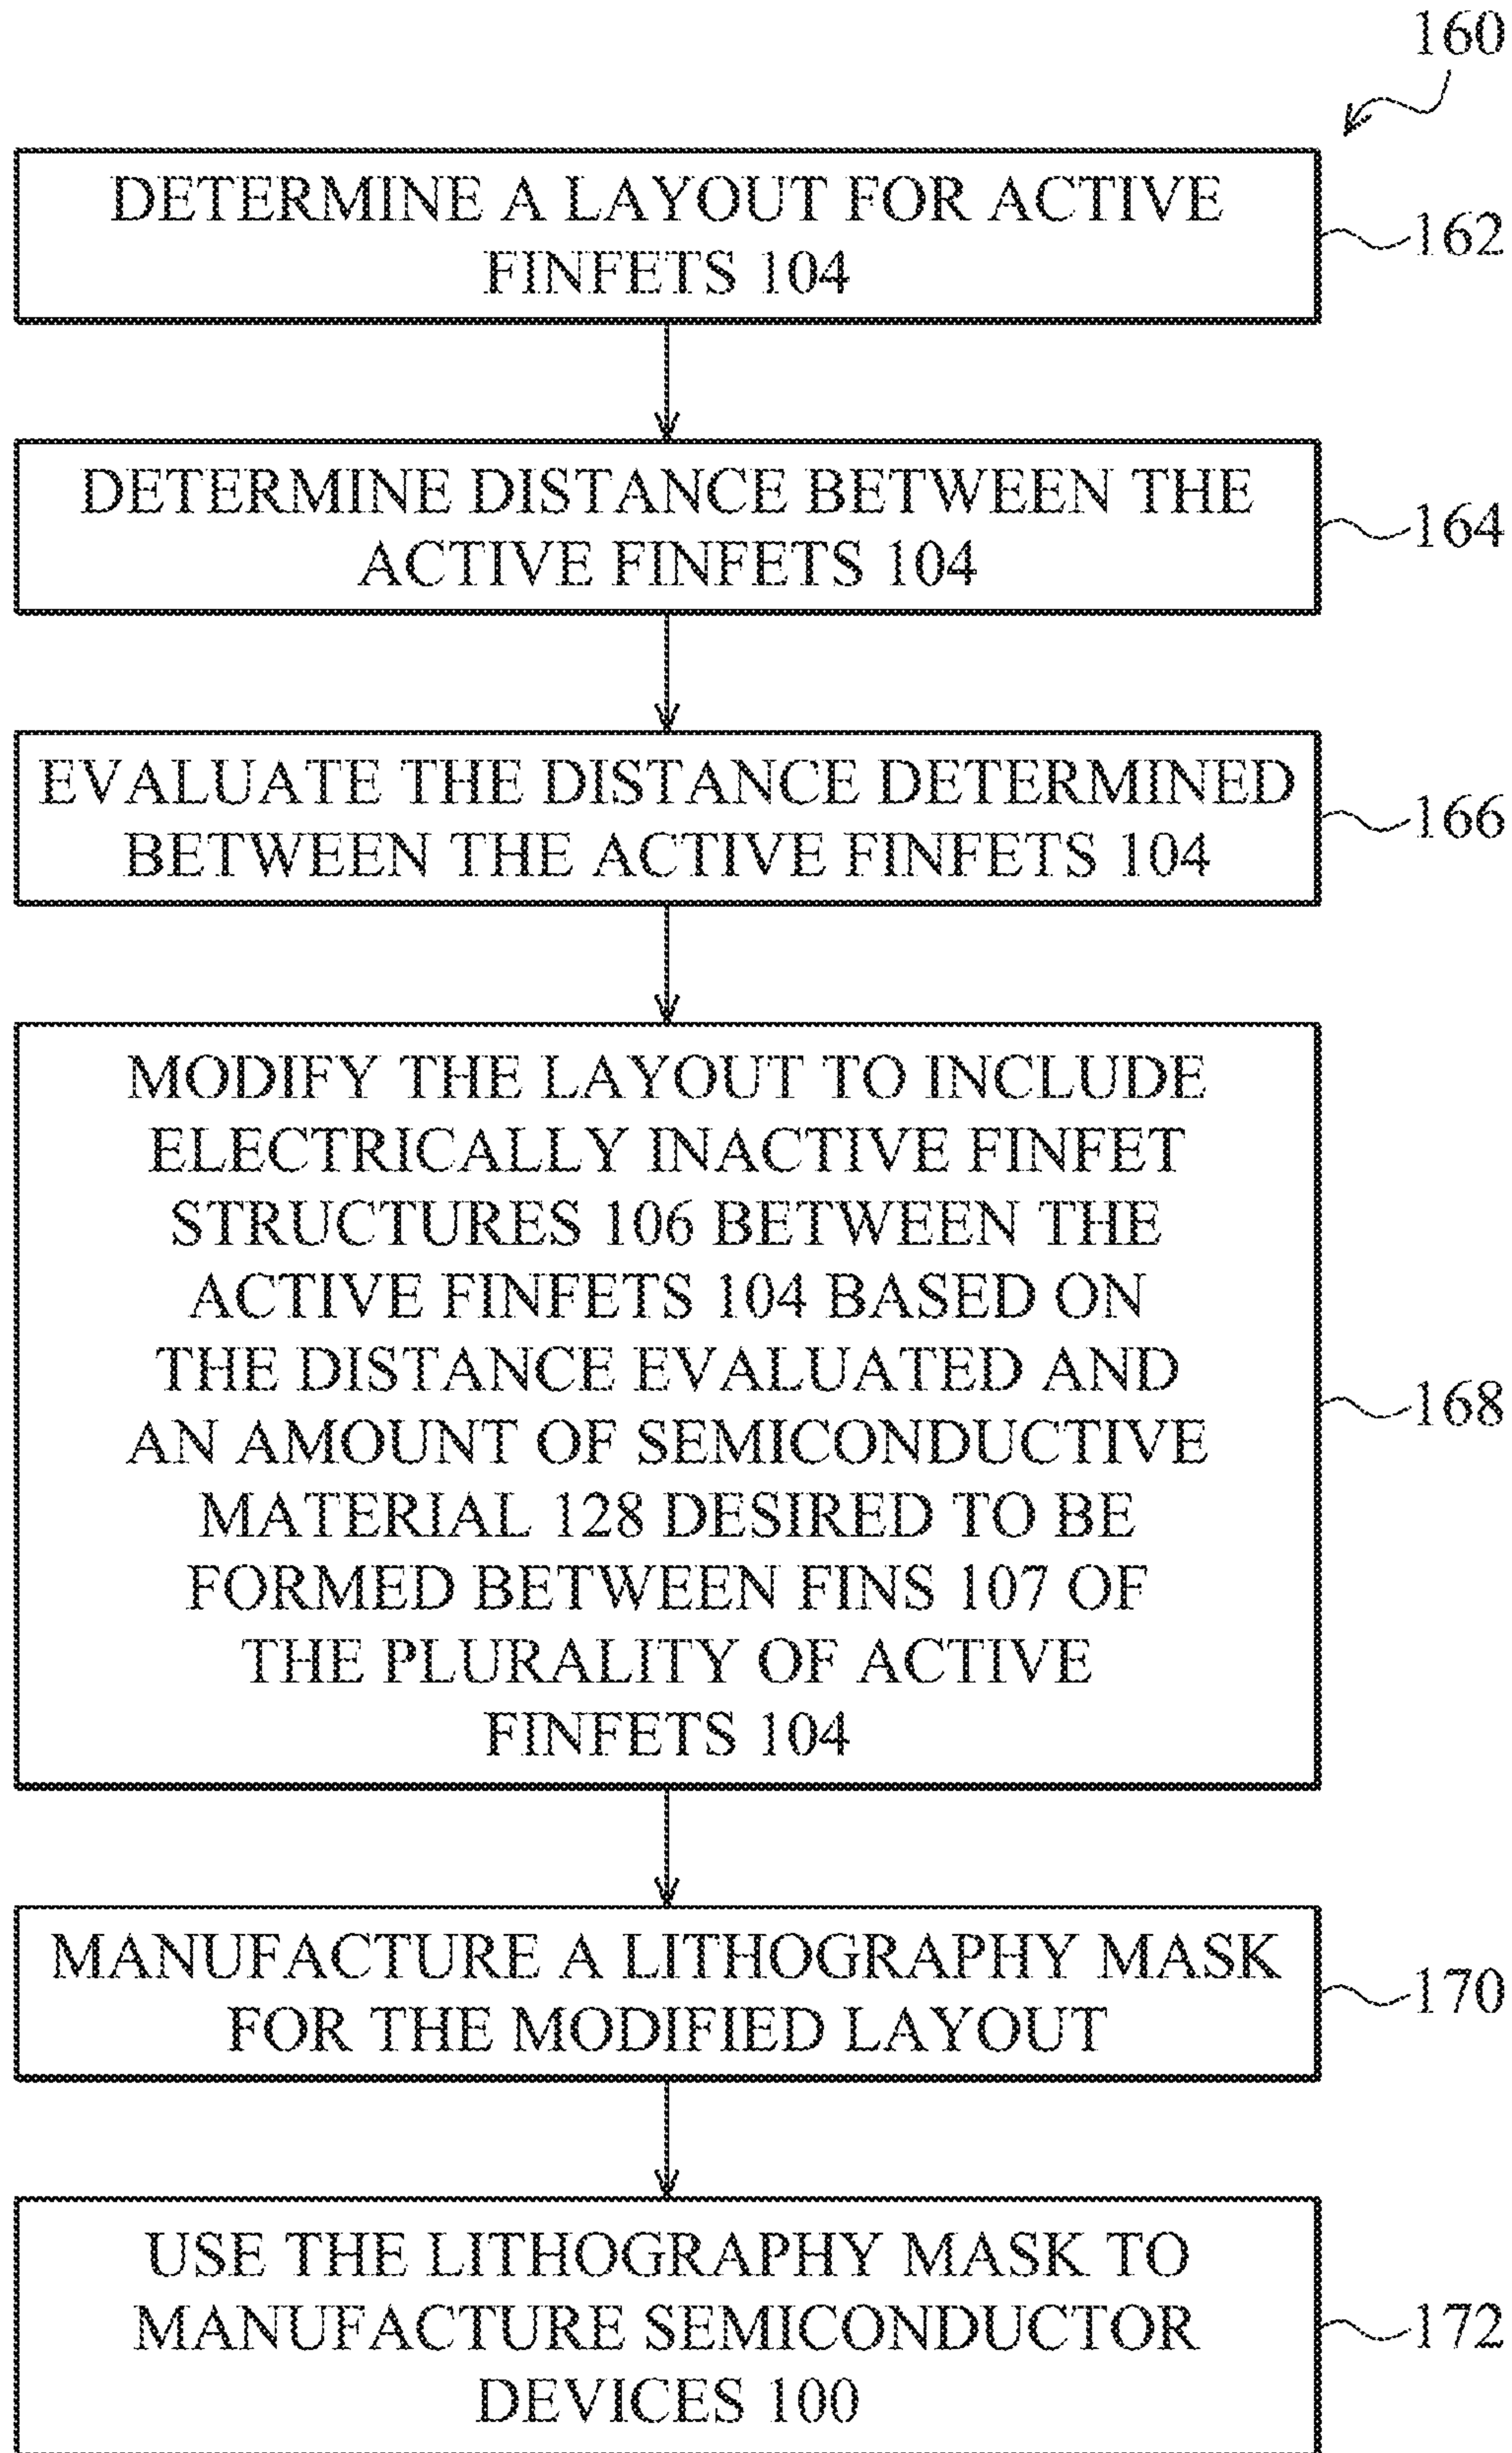 160
DETERMINE A LAYOUT FOR ACTIVE
FINFETS 104
162
DETERMINE DISTANCE BETWEEN THE
ACTIVE FINFETS 104
164
EVALUATE THE DISTANCE DETERMINED
BETWEEN THE ACTIVE FINFETS 104
166
MODIFY THE LAYOUT TO INCLUDE
ELECTRICALLY INACTIVE FINFET
STRUCTURES 106 BETWEEN THE
ACTIVE FINFETS 104 BASED ON
THE DISTANCE EVALUATED AND
AN AMOUNT OF SEMICONDUCTIVE
MATERIAL 128 DESIRED TO BE
FORMED BETWEEN FINS 107 OF
THE PLURALITY OF ACTIVE
FINFETS 104
168
MANUFACTURE A LITHOGRAPHY MASK
FOR THE MODIFIED LAYOUT
170
USE THE LITHOGRAPHY MASK TO
MANUFACTURE SEMICONDUCTOR
DEVICES 100
172